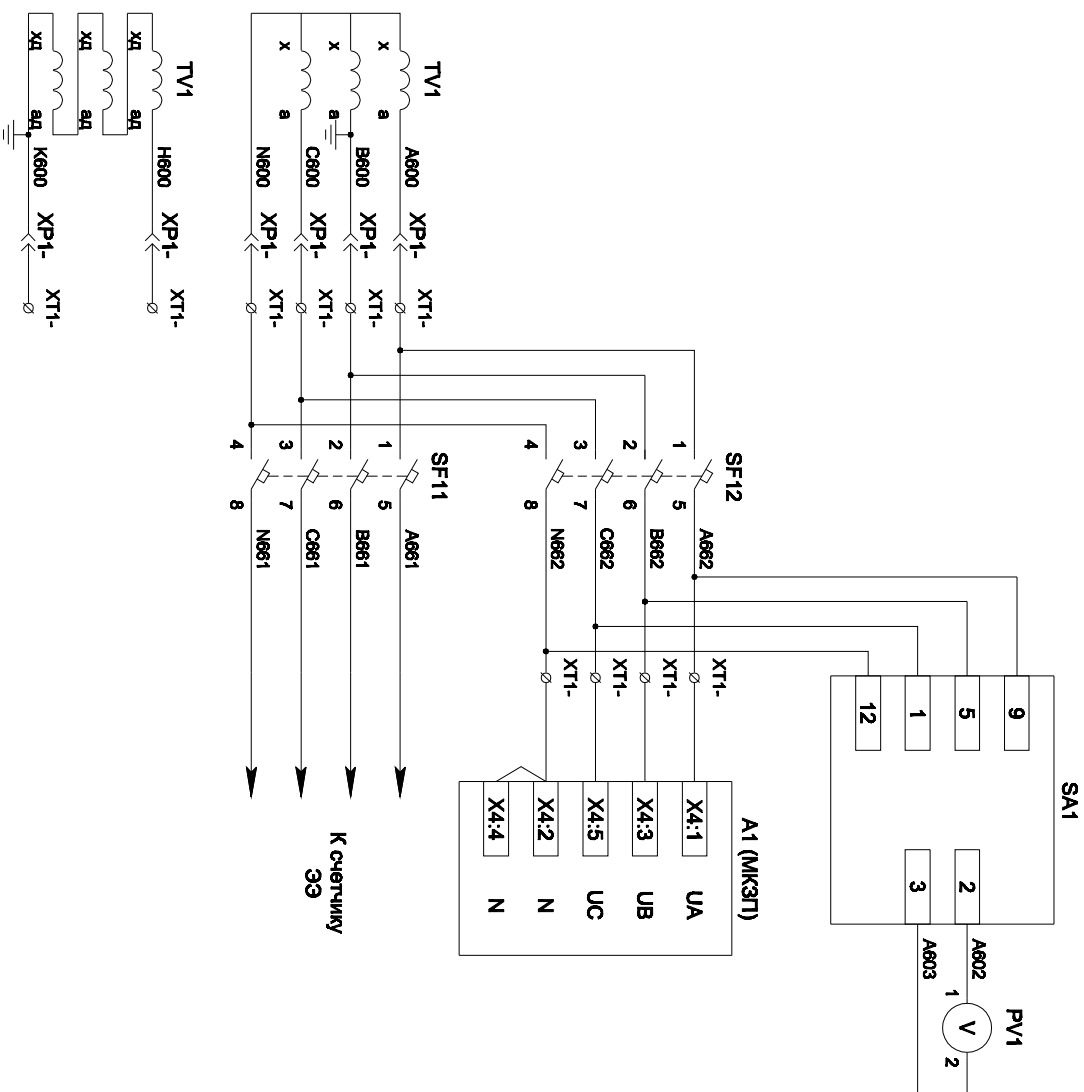 SA1
PV1
9
5
2
A602
1
V
2
1
3
A603
12
SF12
A1 (МКЗП)
1
5
A662
XT1-
X4:1
UA
2
6
B662
XT1-
X4:3
UB
3
7
C662
XT1-
X4:5
UC
4
8
N662
XT1-
X4:2
N
X4:4
N
TV1
SF11
х
а
A600
XP1-
XT1-
1
5
A661
х
а
B600
XP1-
XT1-
2
6
B661
х
а
C600
XP1-
XT1-
3
7
C661
N600
XP1-
XT1-
4
8
N661
К счетчику
ЭЭ
TV1
хд
ад
H600
XP1-
XT1-
хд
ад
хд
ад
K600
XP1-
XT1-